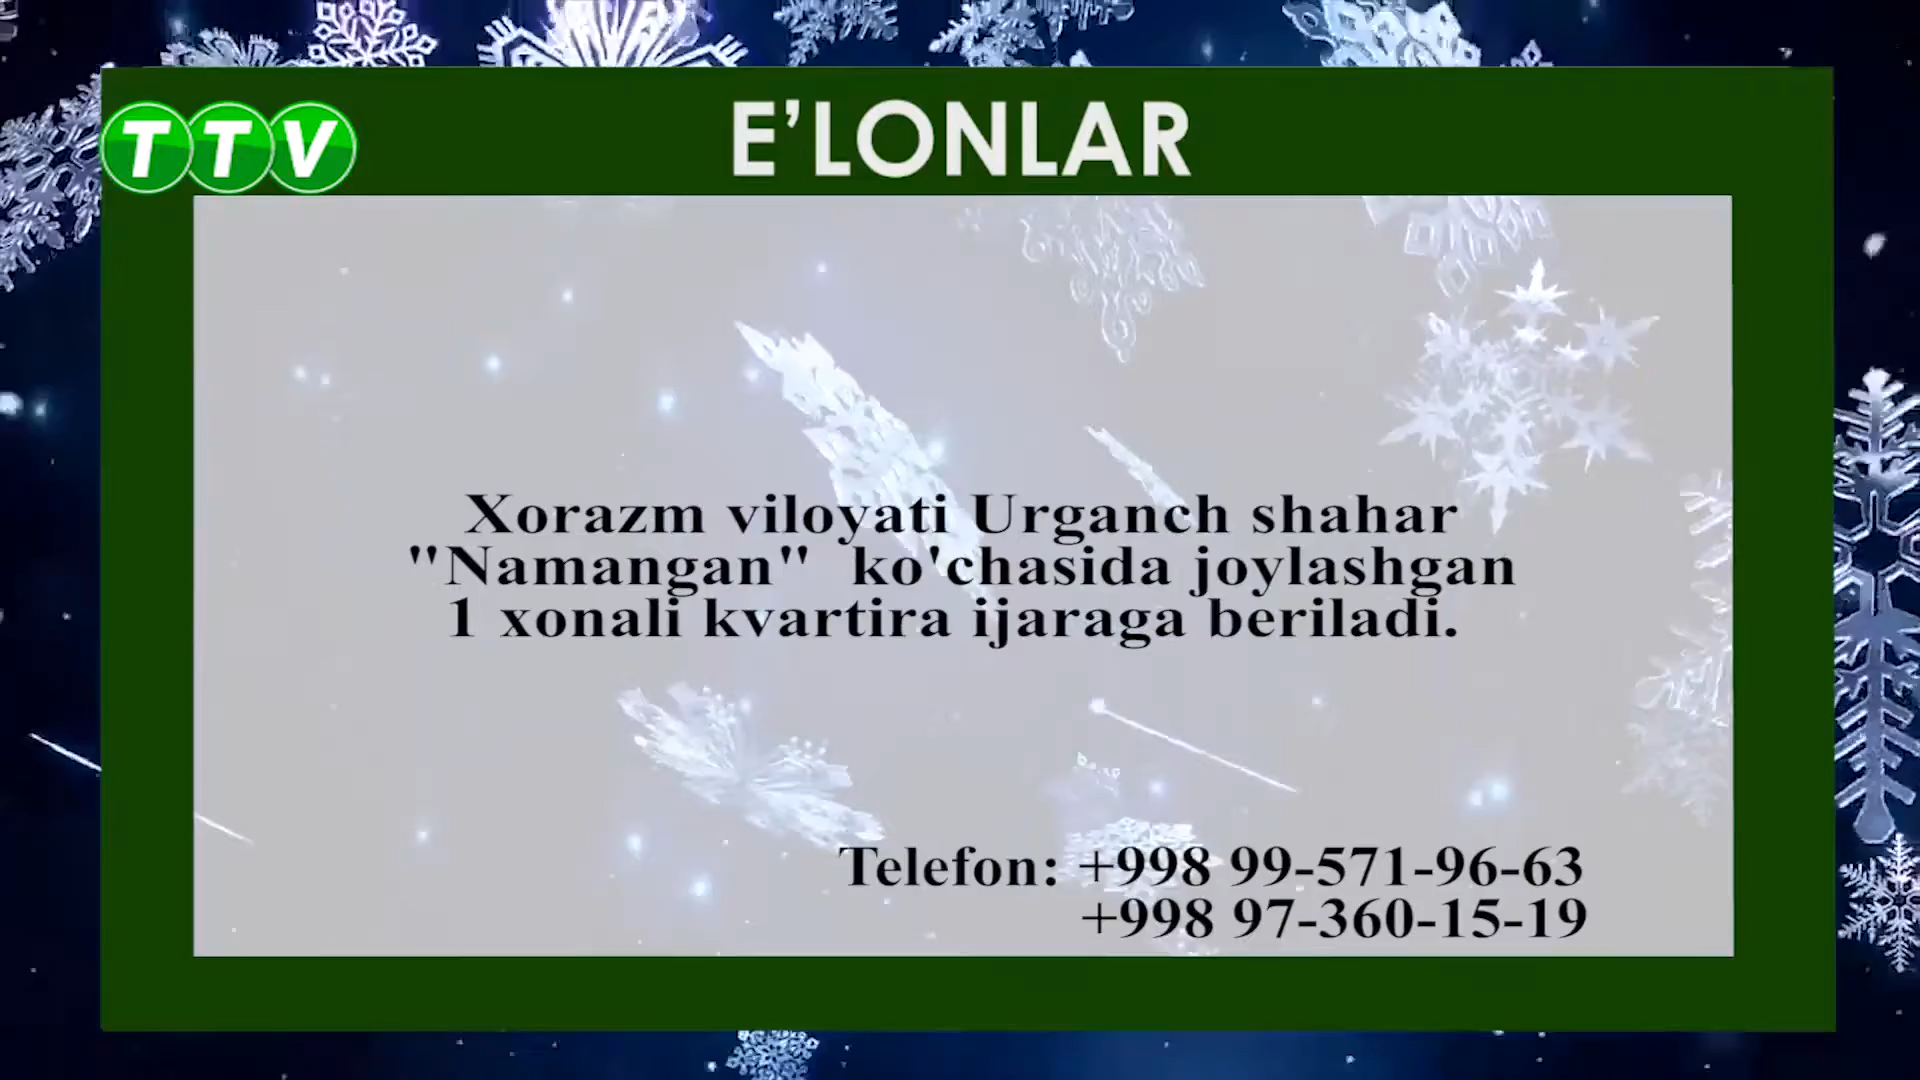 TTV
E’LONLAR
Xorazm viloyati Urganch shahar
"Namangan" ko'chasida joylashgan
1 xonali kvartira ijaraga beriladi.
Telefon: +998 99-571-96-63
+998 97-360-15-19